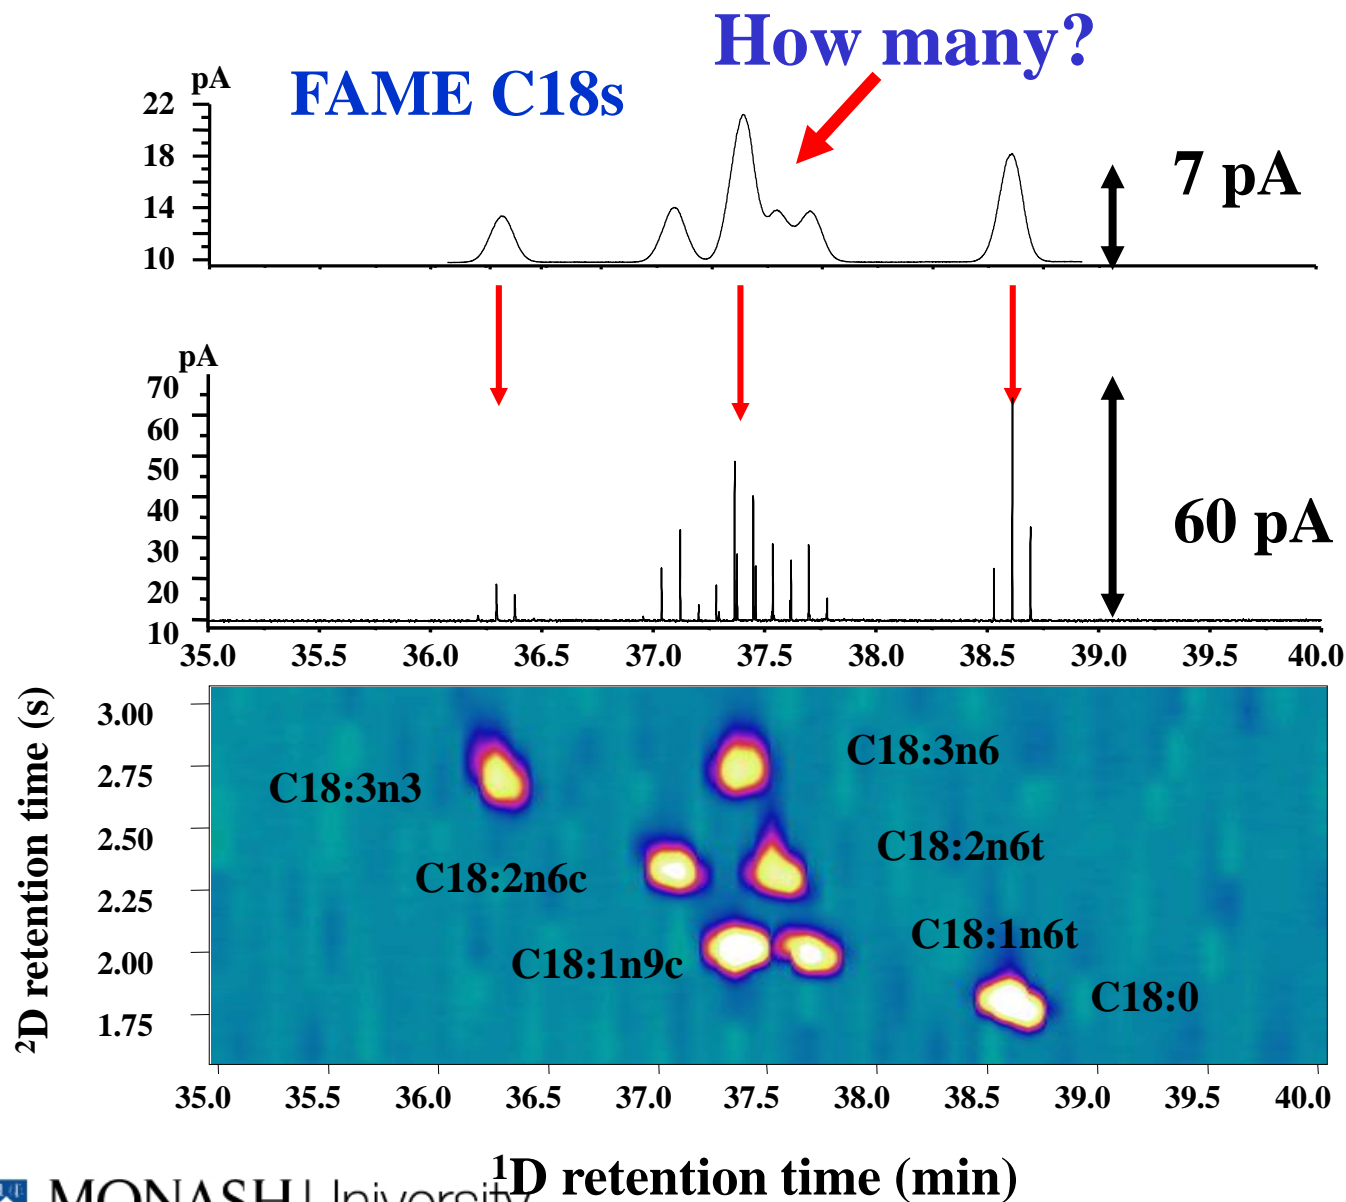 How many?
pA
FAME C18s
22
18
14
10
7 pA
pA
70
60
50
40
30
20
10
60 pA
35.0 35.5 36.0 36.5 37.0 37.5 38.0 38.5 39.0 39.5 40.0
2D retention time (s)
3.00
2.75
2.50
2.25
2.00
1.75
C18:3n6
C18:3n3
C18:2n6t
C18:2n6c
C18:1n6t
C18:1n9c
C18:0
35.0 35.5 36.0 36.5 37.0 37.5 38.0 38.5 39.0 39.5 40.0
1D retention time (min)
MONASH University